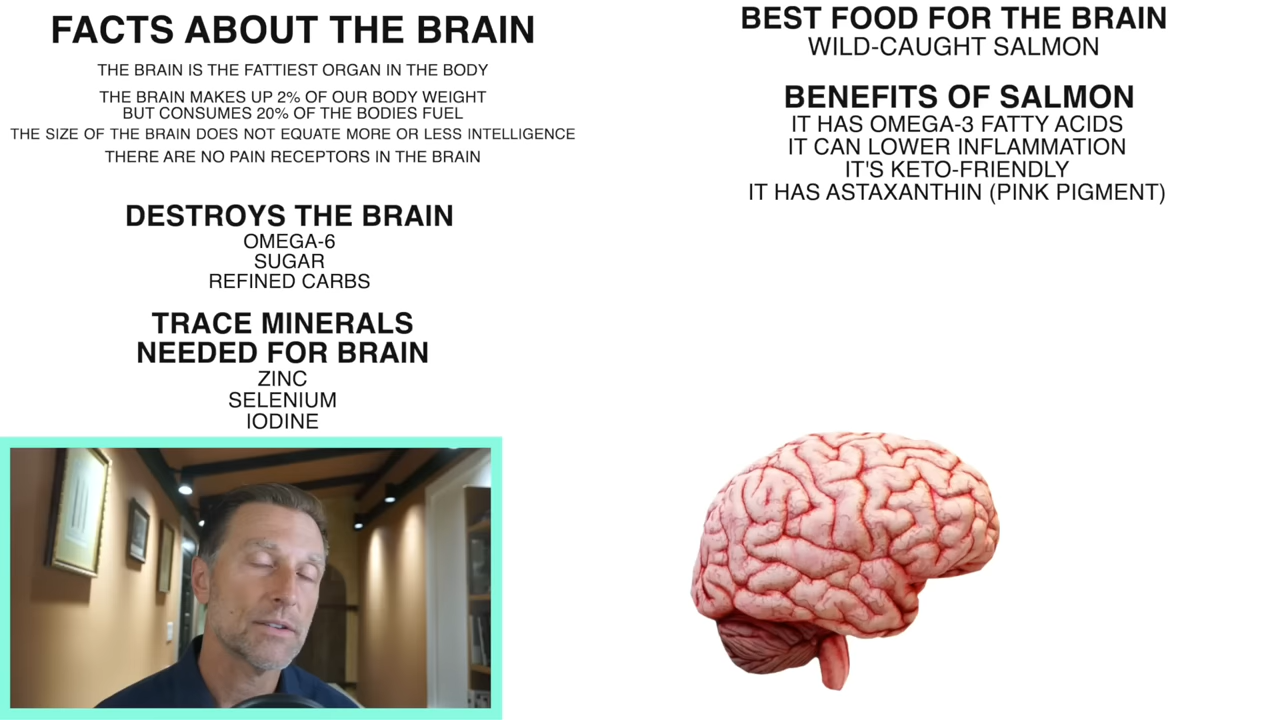 FACTS ABOUT THE BRAIN
THE BRAIN IS THE FATTIEST ORGAN IN THE BODY
THE BRAIN MAKES UP 2% OF OUR BODY WEIGHT
BUT CONSUMES 20% OF THE BODIES FUEL
THE SIZE OF THE BRAIN DOES NOT EQUATE MORE OR LESS INTELLIGENCE
THERE ARE NO PAIN RECEPTORS IN THE BRAIN
DESTROYS THE BRAIN
OMEGA-6
SUGAR
REFINED CARBS
TRACE MINERALS
NEEDED FOR BRAIN
ZINC
SELENIUM
IODINE
BEST FOOD FOR THE BRAIN
WILD-CAUGHT SALMON
BENEFITS OF SALMON
IT HAS OMEGA-3 FATTY ACIDS
IT CAN LOWER INFLAMMATION
IT'S KETO-FRIENDLY
IT HAS ASTAXANTHIN (PINK PIGMENT)